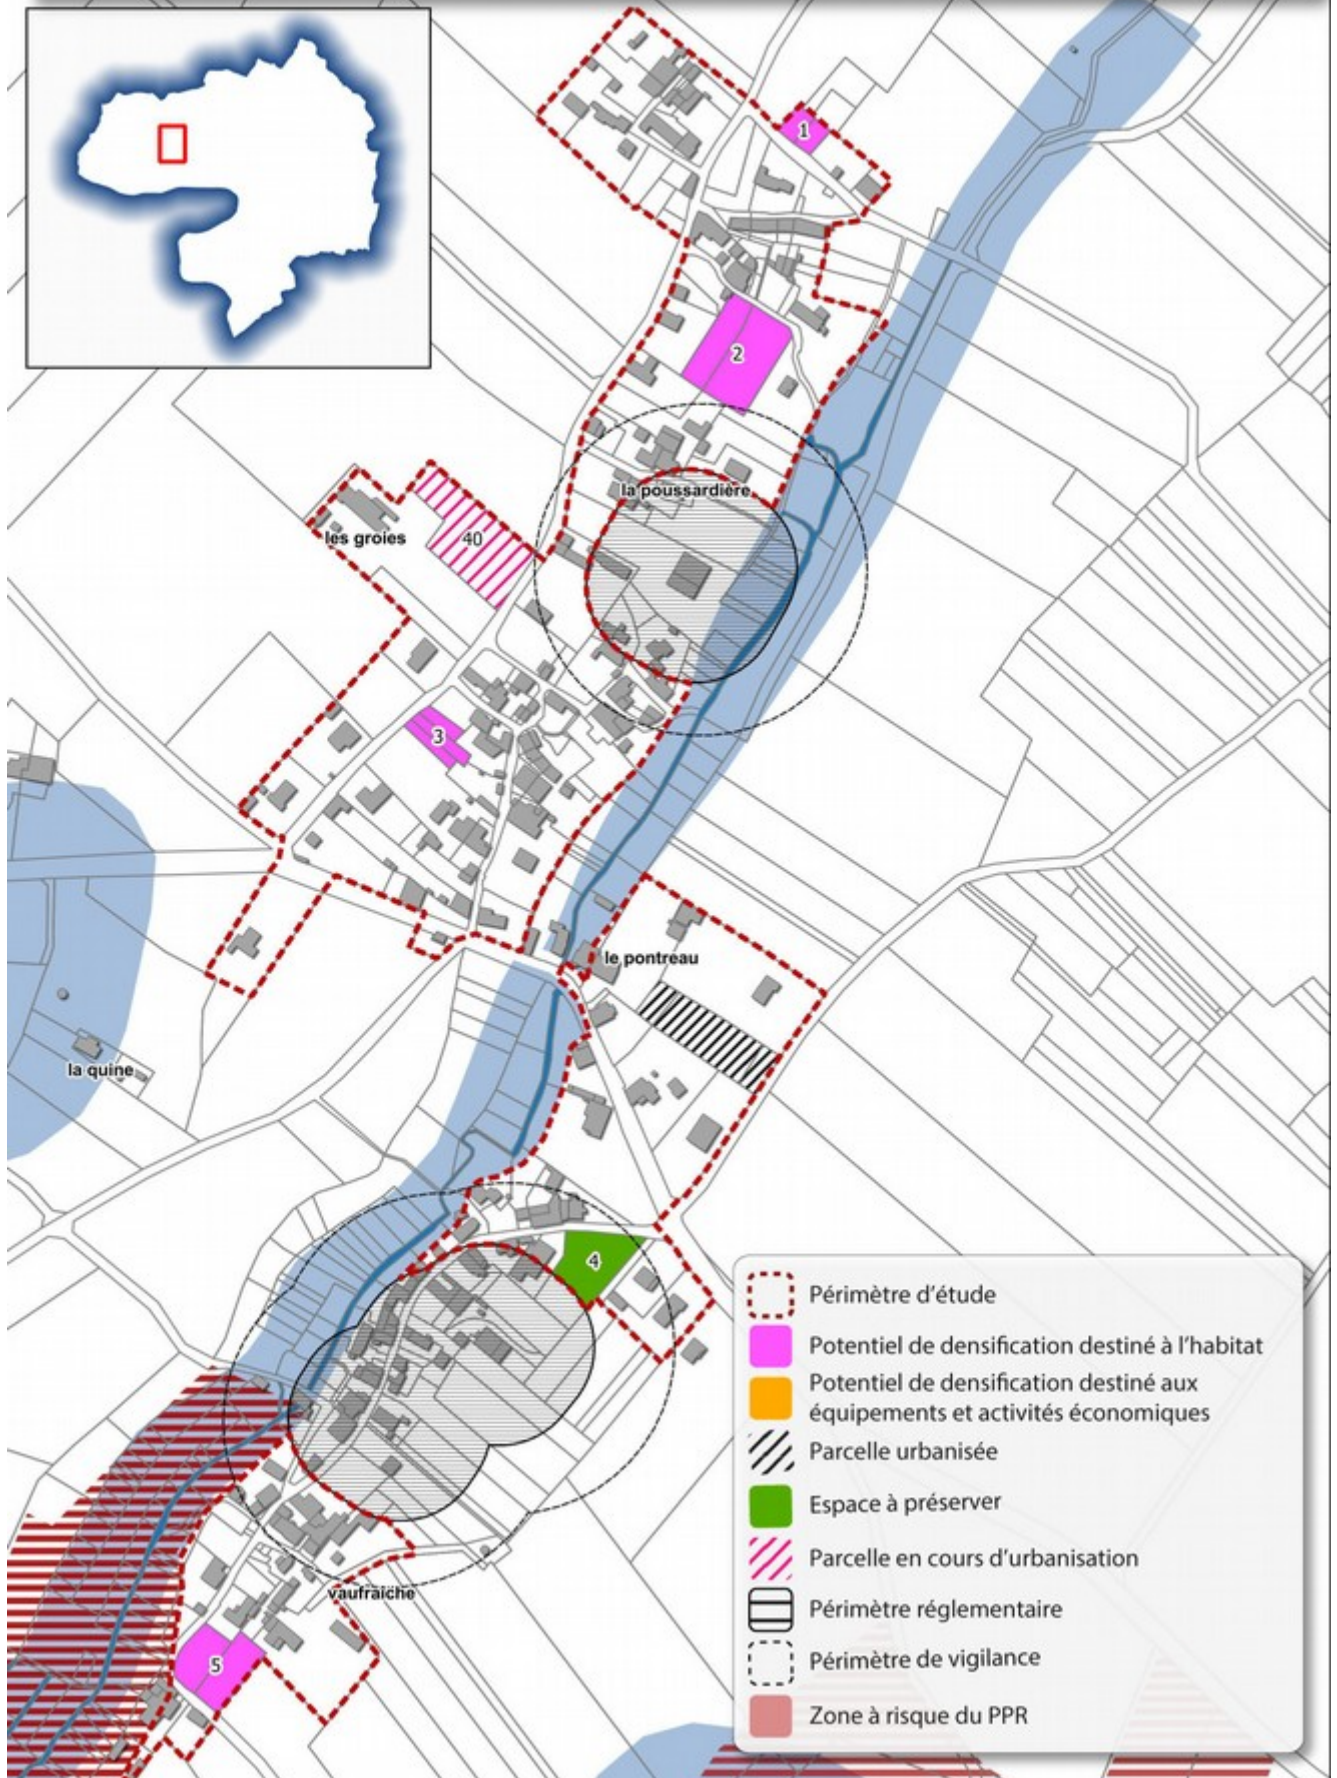 1
2
la poussardière
les groies
40
3
le pontreau
la quine
4
vaufraîche
5
Périmètre d'étude
Potentiel de densification destiné à l'habitat
Potentiel de densification destiné aux
équipements et activités économiques
Parcelle urbanisée
Espace à préserver
Parcelle en cours d'urbanisation
Périmètre réglementaire
Périmètre de vigilance
Zone à risque du PPR